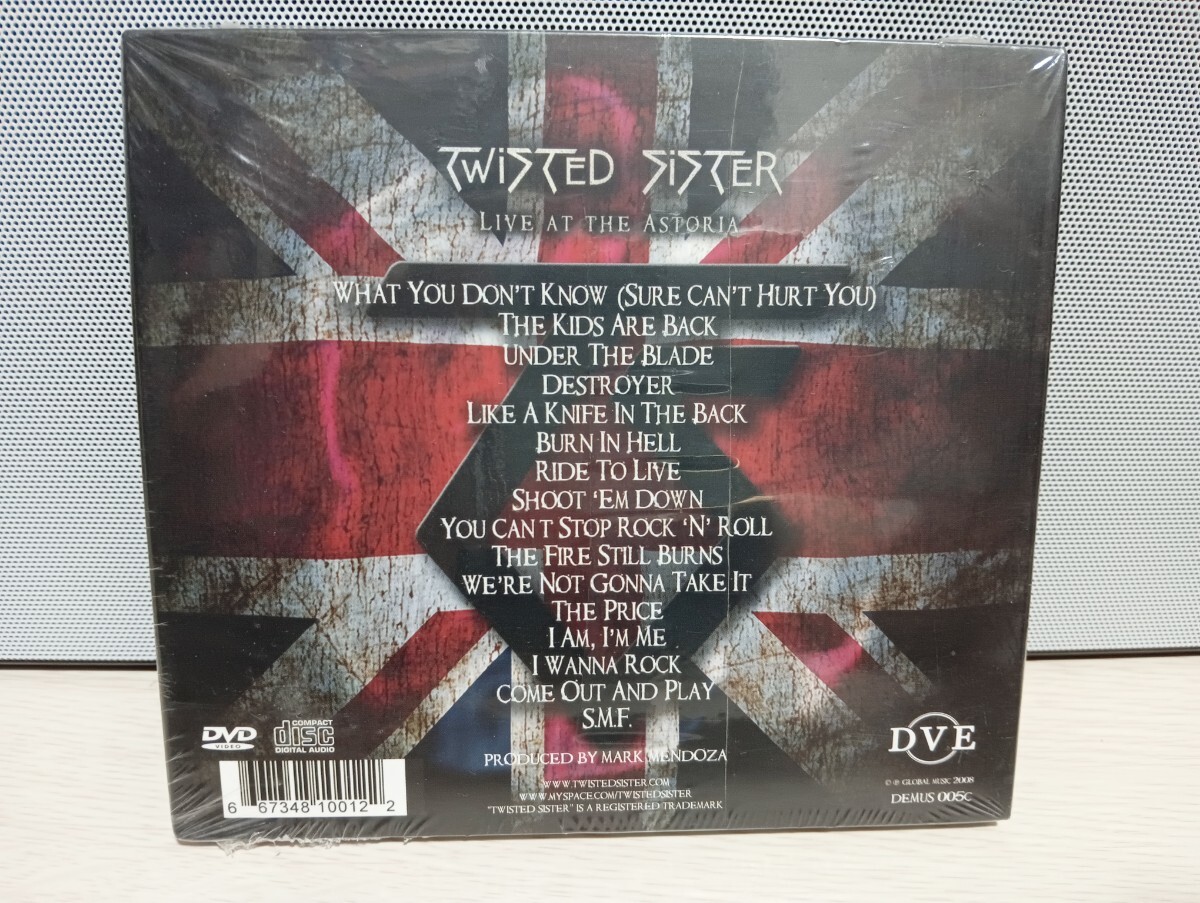 TWISTED SISTER
LIVE AT THE ASTORIA
WHAT YOU DON'T KNOW (SURE CAN'T HURT YOU)
THE KIDS ARE BACK
UNDER THE BLADE
DESTROYER
LIKE A KNIFE IN THE BACK
BURN IN HELL
RIDE TO LIVE
SHOOT 'EM DOWN
YOU CAN T STOP ROCK 'N' ROLL
THE FIRE STILL BURNS
WE'RE NOT GONNA TAKE IT
THE PRICE
I AM, I'M ME
I WANNA ROCK
COME OUT AND PLAY
S.M.F.
PRODUCED BY MARK MENDOZA
WWW.TWISTEDSISTER.COM
WWW.MYSPACE.COM/TWISTEDSISTER
"TWISTED SISTER" IS A REGISTERED TRADEMARK
DVD
VIDEO
COMPACT
disc
DIGITAL AUDIO
6 67348 10012 2
DVE
© ℗ GLOBAL MUSIC 2008
DEMUS 005C